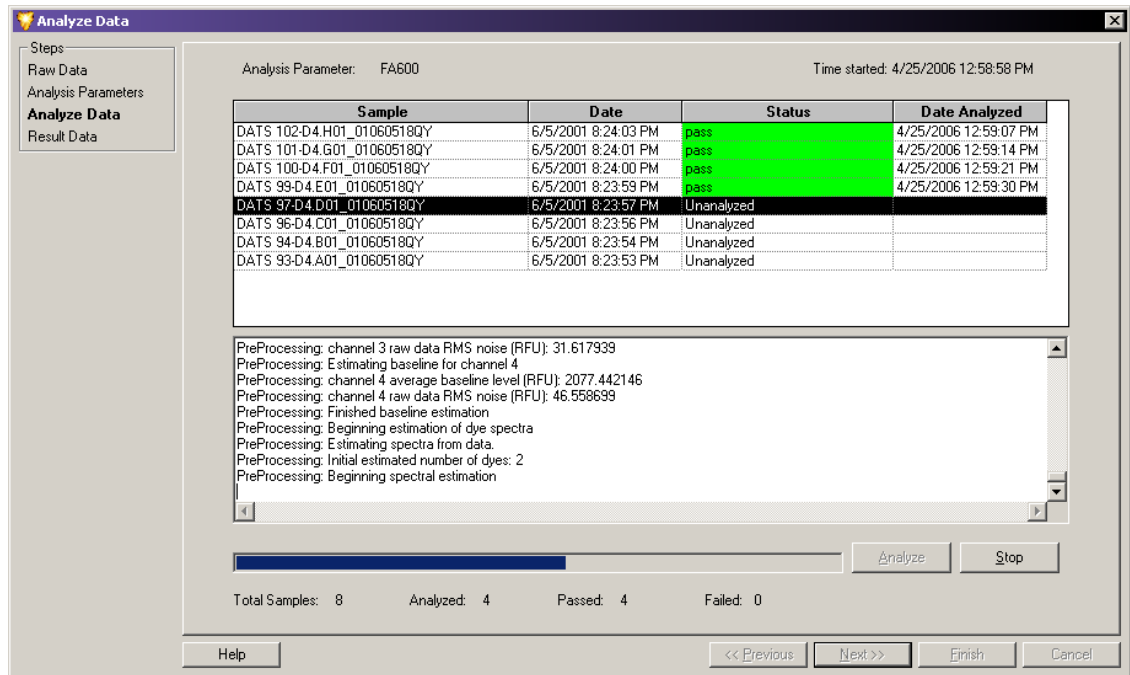 Analyze Data
Steps
Raw Data
Analysis Parameters
Analyze Data
Result Data
Analysis Parameter: FA600 Time started: 4/25/2006 12:58:58 PM
Sample Date Status Date Analyzed
DATS 102-D4.H01_01060518QY 6/5/2001 8:24:03 PM pass 4/25/2006 12:59:07 PM
DATS 101-D4.G01_01060518QY 6/5/2001 8:24:01 PM pass 4/25/2006 12:59:14 PM
DATS 100-D4.F01_01060518QY 6/5/2001 8:24:00 PM pass 4/25/2006 12:59:21 PM
DATS 99-D4.E01_01060518QY 6/5/2001 8:23:59 PM pass 4/25/2006 12:59:30 PM
DATS 97-D4.D01_01060518QY 6/5/2001 8:23:57 PM Unanalyzed
DATS 96-D4.C01_01060518QY 6/5/2001 8:23:56 PM Unanalyzed
DATS 94-D4.B01_01060518QY 6/5/2001 8:23:54 PM Unanalyzed
DATS 93-D4.A01_01060518QY 6/5/2001 8:23:53 PM Unanalyzed
PreProcessing: channel 3 raw data RMS noise (RFU): 31.617939
PreProcessing: Estimating baseline for channel 4
PreProcessing: channel 4 average baseline level (RFU): 2077.442146
PreProcessing: channel 4 raw data RMS noise (RFU): 46.558699
PreProcessing: Finished baseline estimation
PreProcessing: Beginning estimation of dye spectra
PreProcessing: Estimating spectra from data.
PreProcessing: Initial estimated number of dyes: 2
PreProcessing: Beginning spectral estimation
Analyze Stop
Total Samples: 8 Analyzed: 4 Passed: 4 Failed: 0
Help << Previous Next >> Finish Cancel